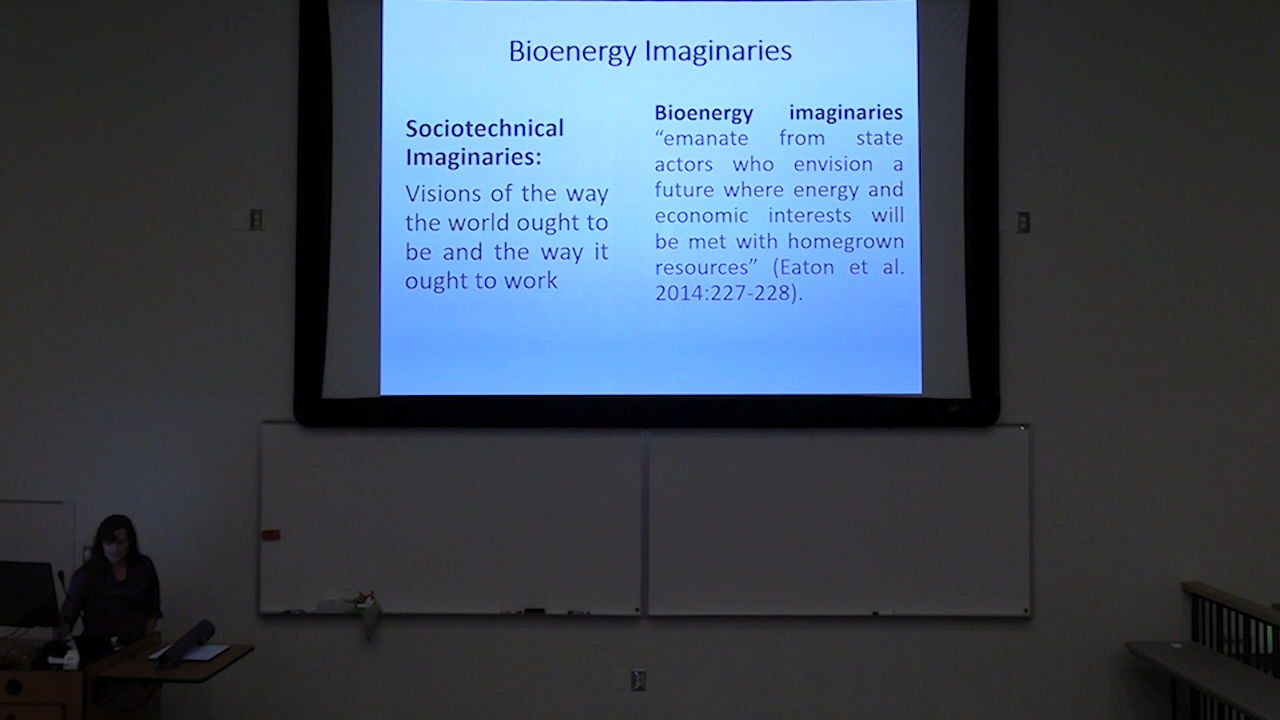 Bioenergy Imaginaries
Sociotechnical
Imaginaries:
Visions of the way
the world ought to
be and the way it
ought to work
Bioenergy imaginaries
“emanate from state
actors who envision a
future where energy and
economic interests will
be met with homegrown
resources” (Eaton et al.
2014:227-228).